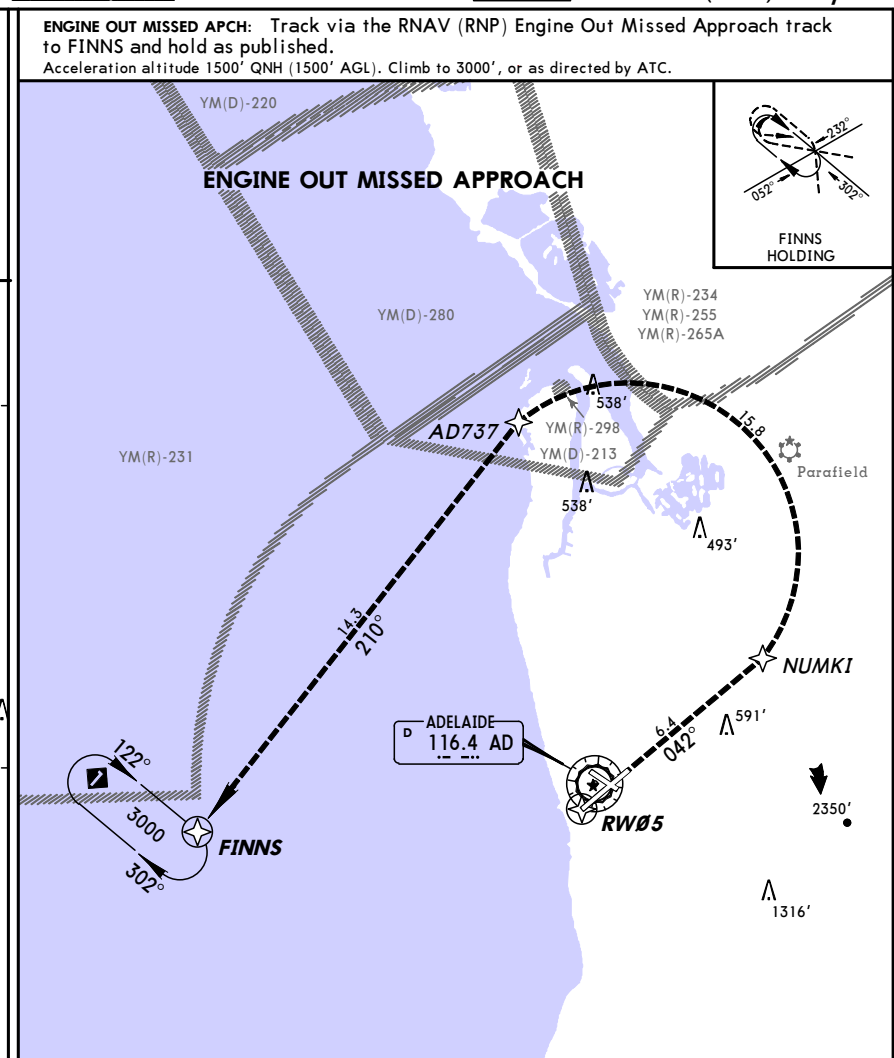 ENGINE OUT MISSED APCH: Track via the RNAV (RNP) Engine Out Missed Approach track
to FINNS and hold as published.
Acceleration altitude 1500' QNH (1500' AGL). Climb to 3000', or as directed by ATC.
YM(D)-220
ENGINE OUT MISSED APPROACH
232°
052°
302°
FINNS
HOLDING
YM(D)-280
YM(R)-234
YM(R)-255
YM(R)-265A
538'
AD737
YM(R)-298
YM(D)-213
15.8
Parafield
YM(R)-231
538'
493'
14.3
210°
NUMKI
ADELAIDE
D 116.4 AD
6.4
042°
591'
122°
3000
302°
FINNS
RWØ5
2350'
1316'